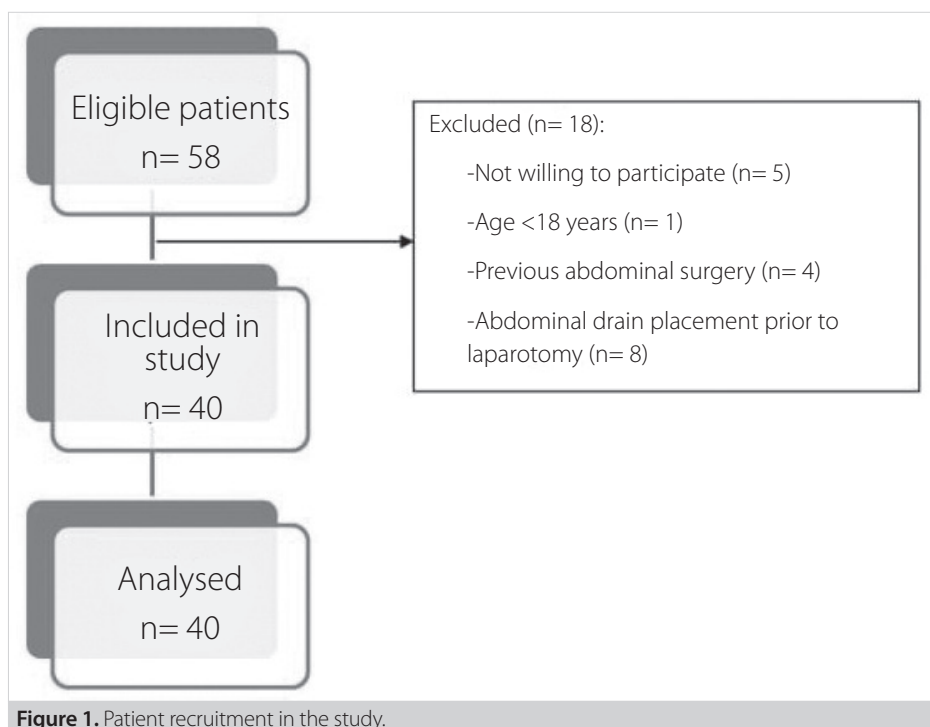 Eligible patients
n= 58
Excluded (n= 18):
-Not willing to participate (n= 5)
-Age <18 years (n= 1)
-Previous abdominal surgery (n= 4)
-Abdominal drain placement prior to
laparotomy (n= 8)
Included in
study
n= 40
Analysed
n= 40
Figure 1. Patient recruitment in the study.